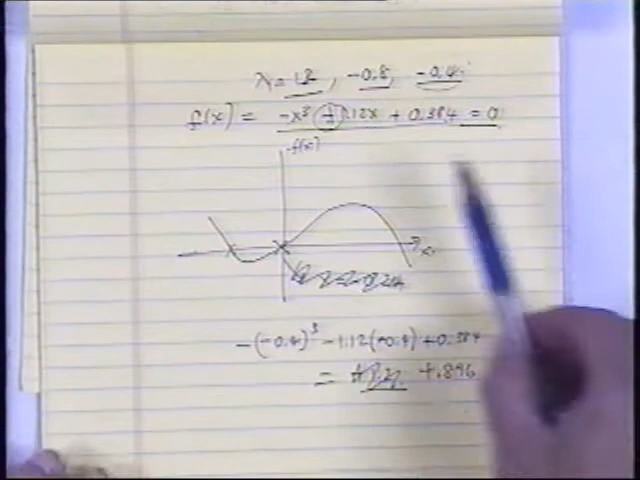 λ = 1.2, -0.8, -0.4
f(x) = -x³ + 1.12x + 0.384 = 0
f(x)
x
-(-0.4)³ - 1.12(-0.4) + 0.384
= +.896